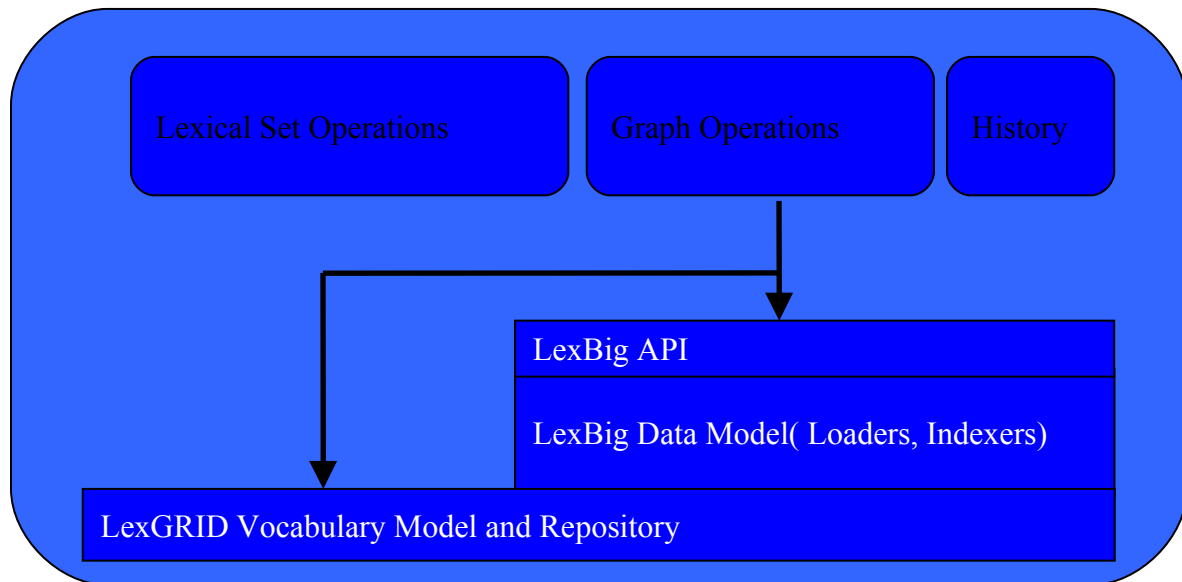 Lexical Set Operations
Graph Operations
History
LexBig API
LexBig Data Model( Loaders, Indexers)
LexGRID Vocabulary Model and Repository